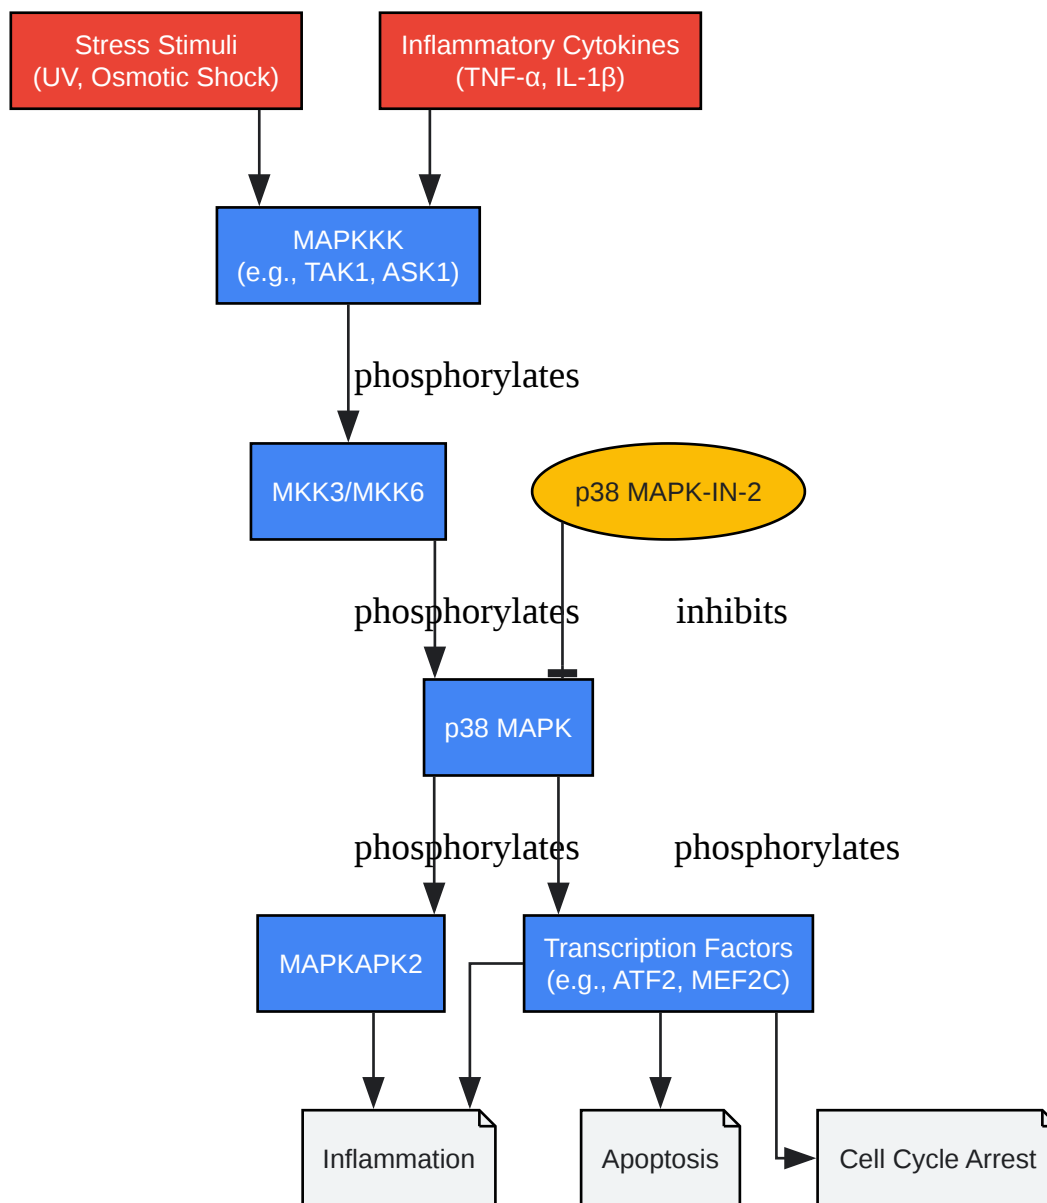 Stress Stimuli
(UV, Osmotic Shock)
Inflammatory Cytokines
(TNF-α, IL-1β)
MAPKKK
(e.g., TAK1, ASK1)
phosphorylates
MKK3/MKK6
p38 MAPK-IN-2
phosphorylates
inhibits
p38 MAPK
phosphorylates
phosphorylates
MAPKAPK2
Transcription Factors
(e.g., ATF2, MEF2C)
Inflammation
Apoptosis
Cell Cycle Arrest